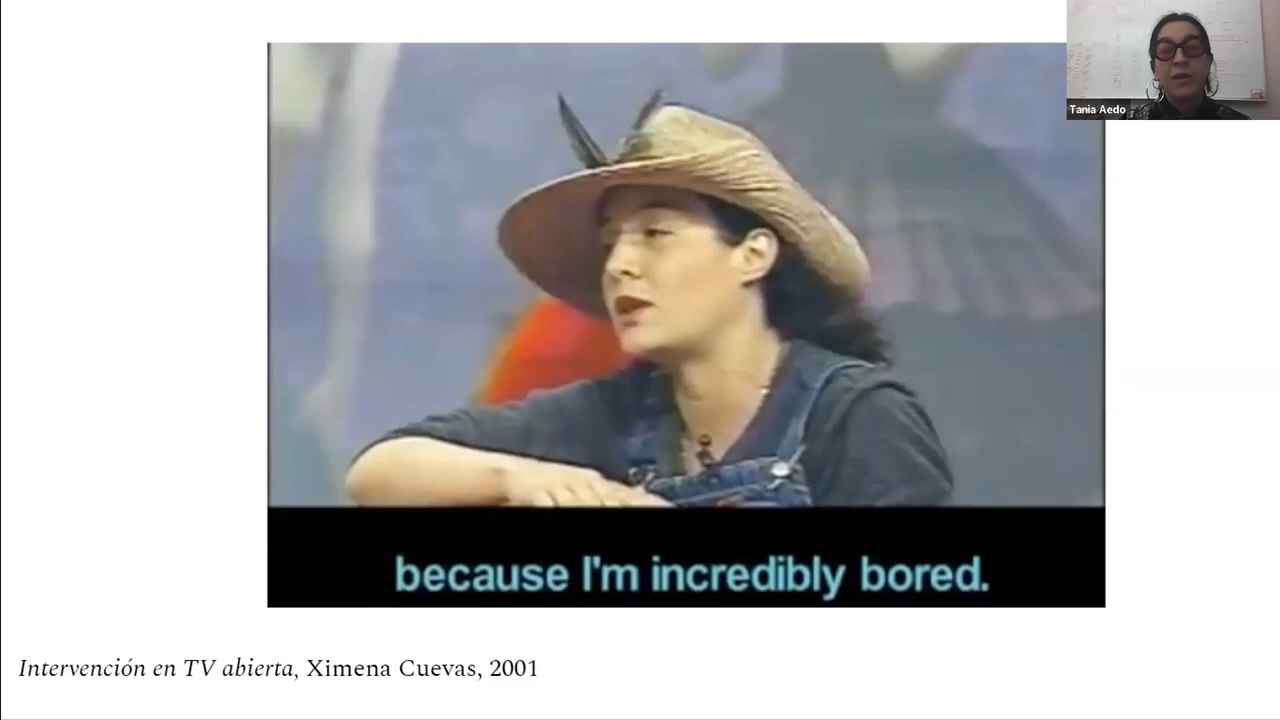 Tania Aedo
because I'm incredibly bored.
Intervención en TV abierta, Ximena Cuevas, 2001